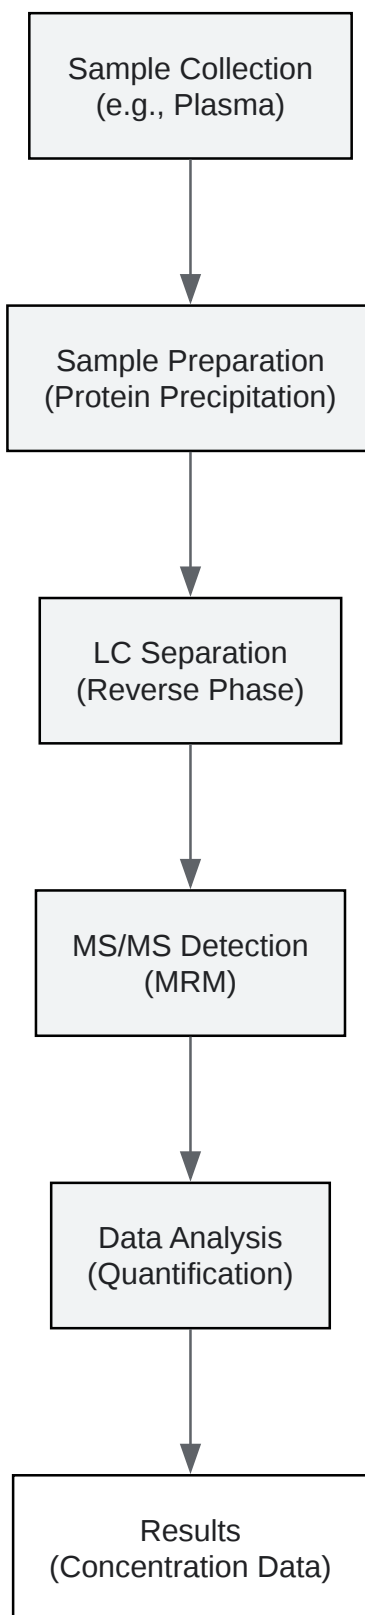 Sample Collection
(e.g., Plasma)
Sample Preparation
(Protein Precipitation)
LC Separation
(Reverse Phase)
MS/MS Detection
(MRM)
Data Analysis
(Quantification)
Results
(Concentration Data)